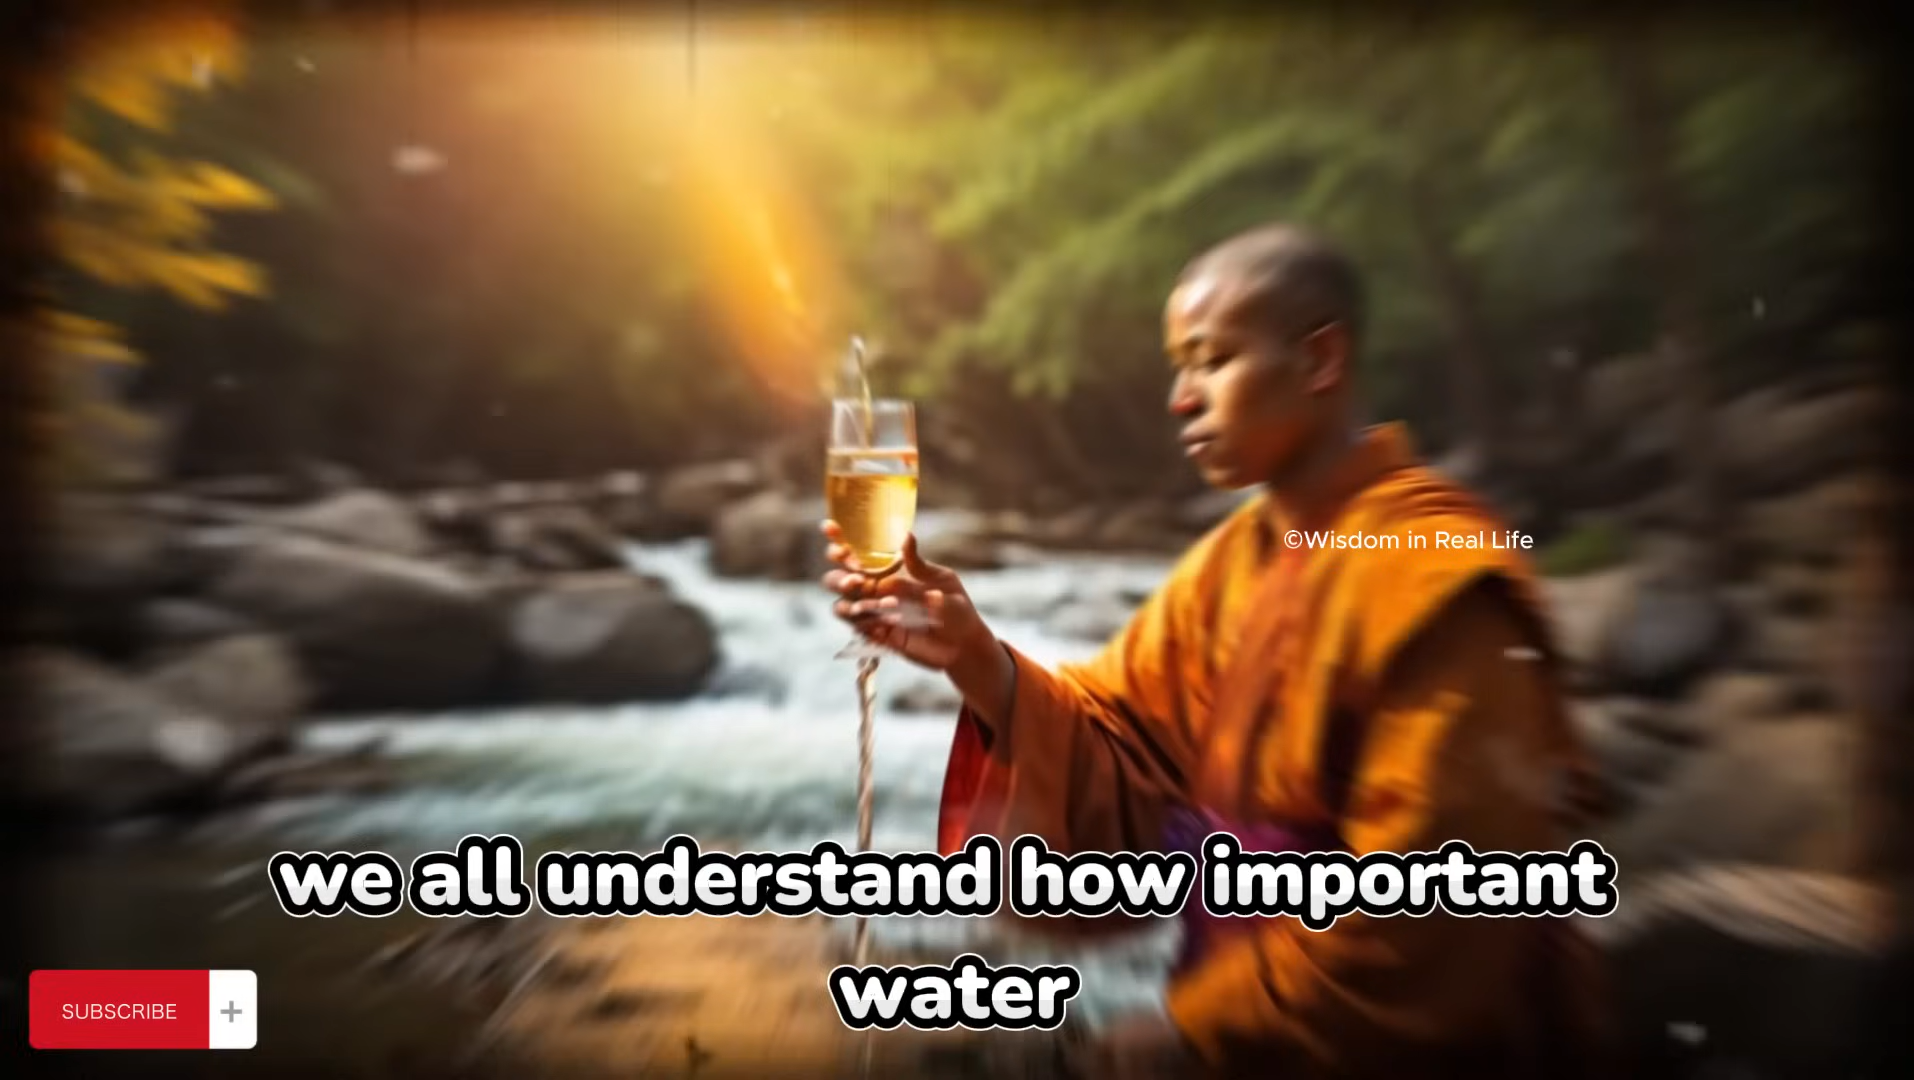 ©Wisdom in Real Life
we all understand how important
water
SUBSCRIBE +